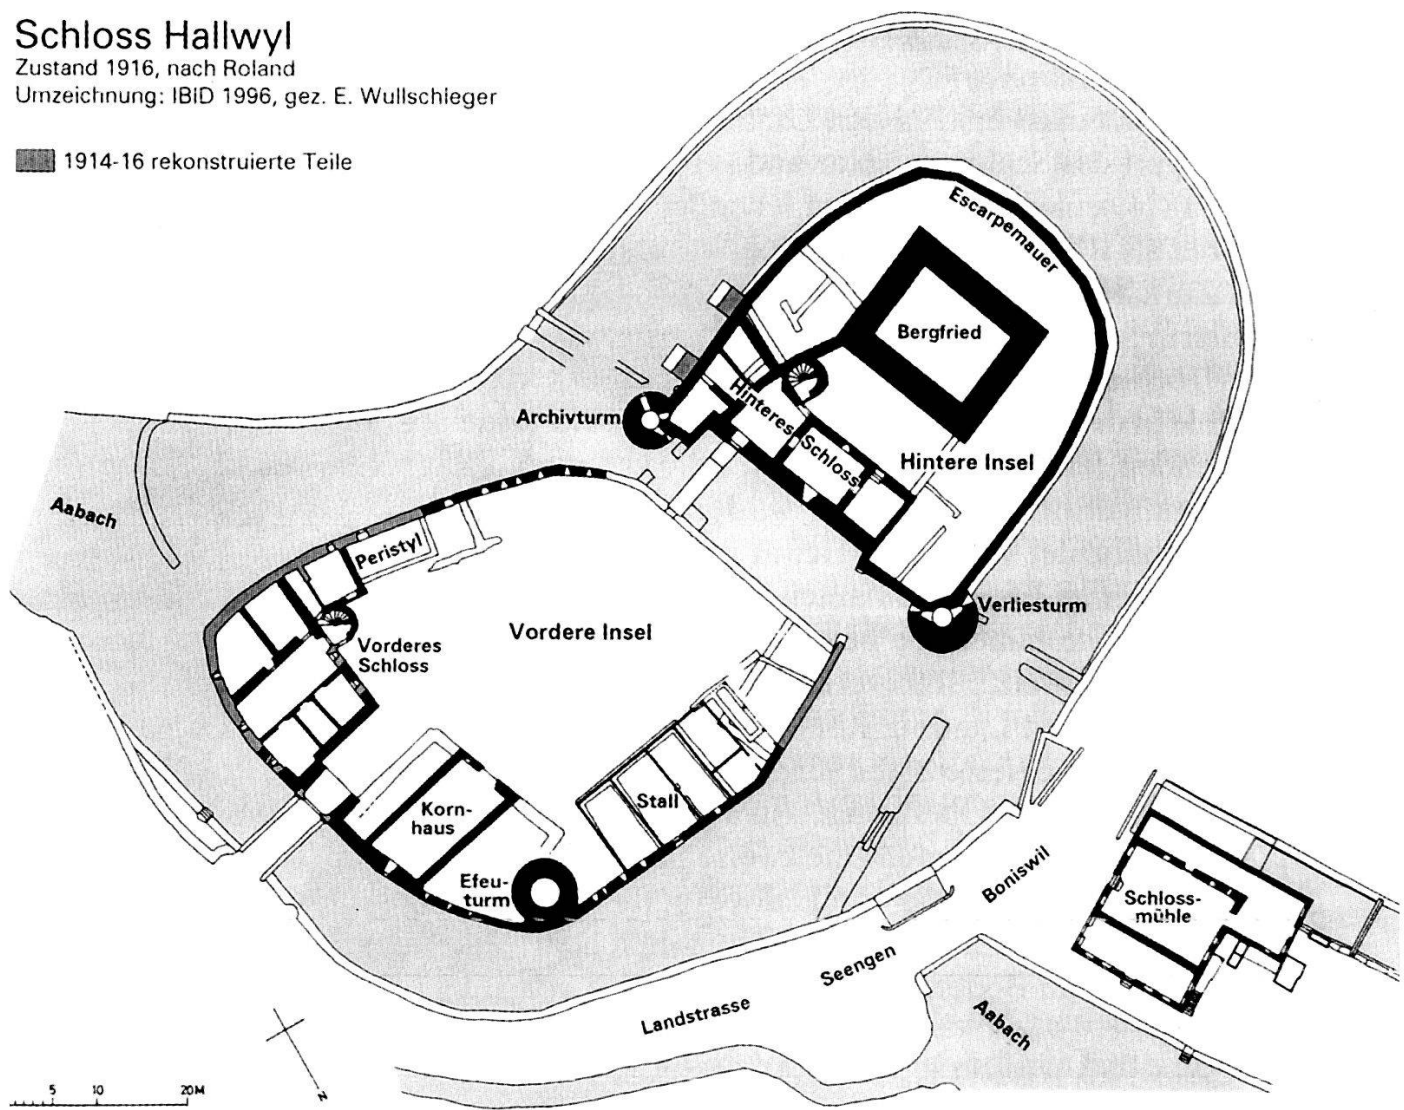 Schloss Hallwyl
Zustand 1916, nach Roland
Umzeichnung: IBID 1996, gez. E. Wullschleger
1914-16 rekonstruierte Teile
Escarpemauer
Bergfried
Archivturm
Hinteres
Schloss
Hintere Insel
Aabach
Peristyl
Verliesturm
Vordere Insel
Vorderes
Schloss
Stall
Korn-
haus
Efeu-
turm
Boniswil
Schloss-
mühle
Seengen
Landstrasse
Aabach
N
5 10 20M